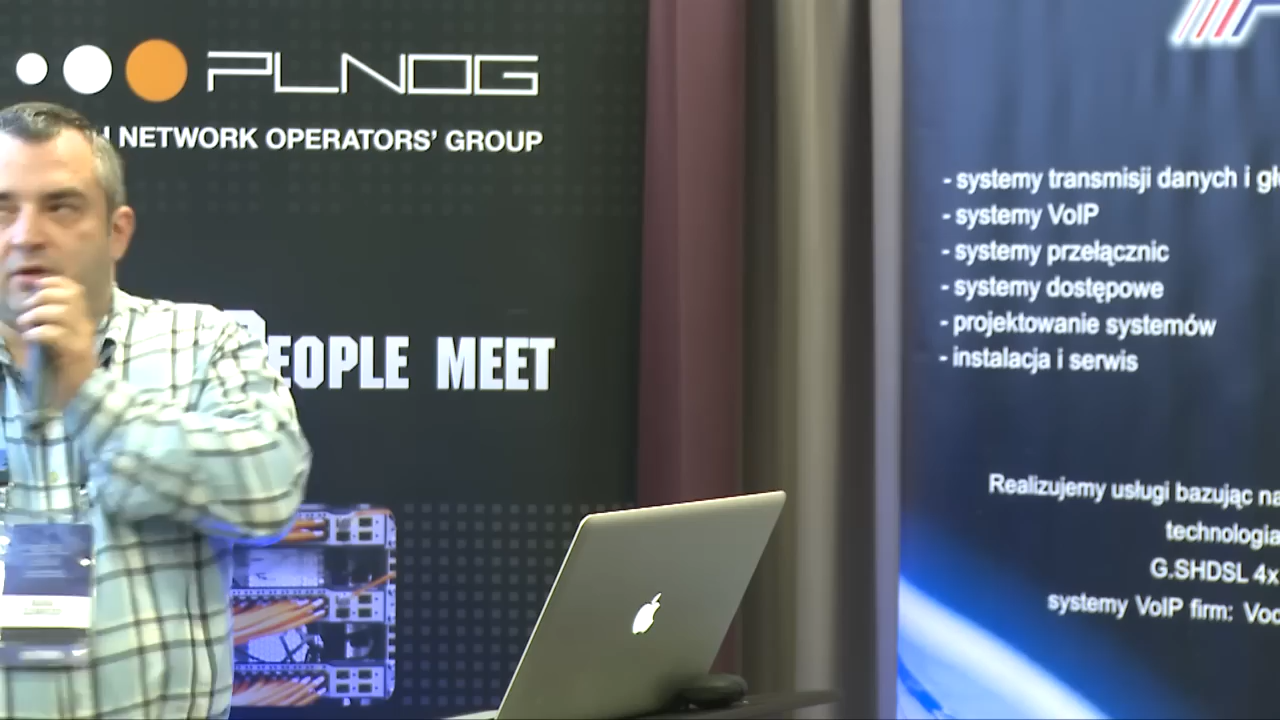 PLNOG
NETWORK OPERATORS' GROUP
EOPLE MEET
- systemy transmisji danych i gł
- systemy VoIP
- systemy przełącznic
- systemy dostępowe
- projektowanie systemów
- instalacja i serwis
Realizujemy usługi bazując na
technologia
G.SHDSL 4x
systemy VoIP firm: Voc